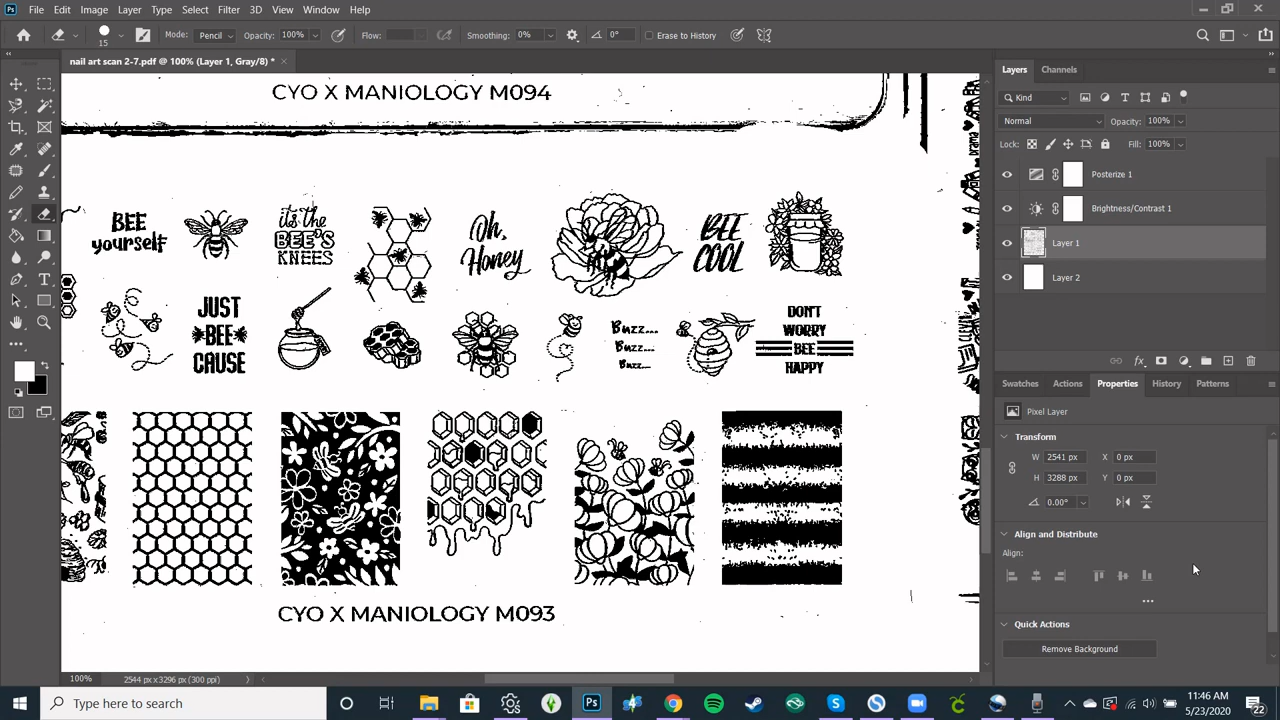 Ps File Edit Image Layer Type Select Filter 3D View Window Help
15 Mode: Pencil Opacity: 100% Flow: Smoothing: 0% 0° Erase to History
nail art scan 2-7.pdf @ 100% (Layer 1, Gray/8) * ×
CYO X MANIOLOGY M094
BEE
yourself
it's the
BEE'S
KNEES
Oh,
Honey
BEE
COOL
JUST
BEE
CAUSE
Buzz...
Buzz...
Buzz...
DON'T
WORRY
BEE
HAPPY
CYO X MANIOLOGY M093
Drama
Layers Channels
Kind
Normal Opacity: 100%
Lock: Fill: 100%
Posterize 1
Brightness/Contrast 1
Layer 1
Layer 2
fx
Swatches Actions Properties History Patterns
Pixel Layer
Transform
W 2541 px X 0 px
H 3288 px Y 0 px
0.00°
Align and Distribute
Align:
Quick Actions
Remove Background
100% 2544 px x 3296 px (300 ppi)
Type here to search
11:46 AM
5/23/2020
22